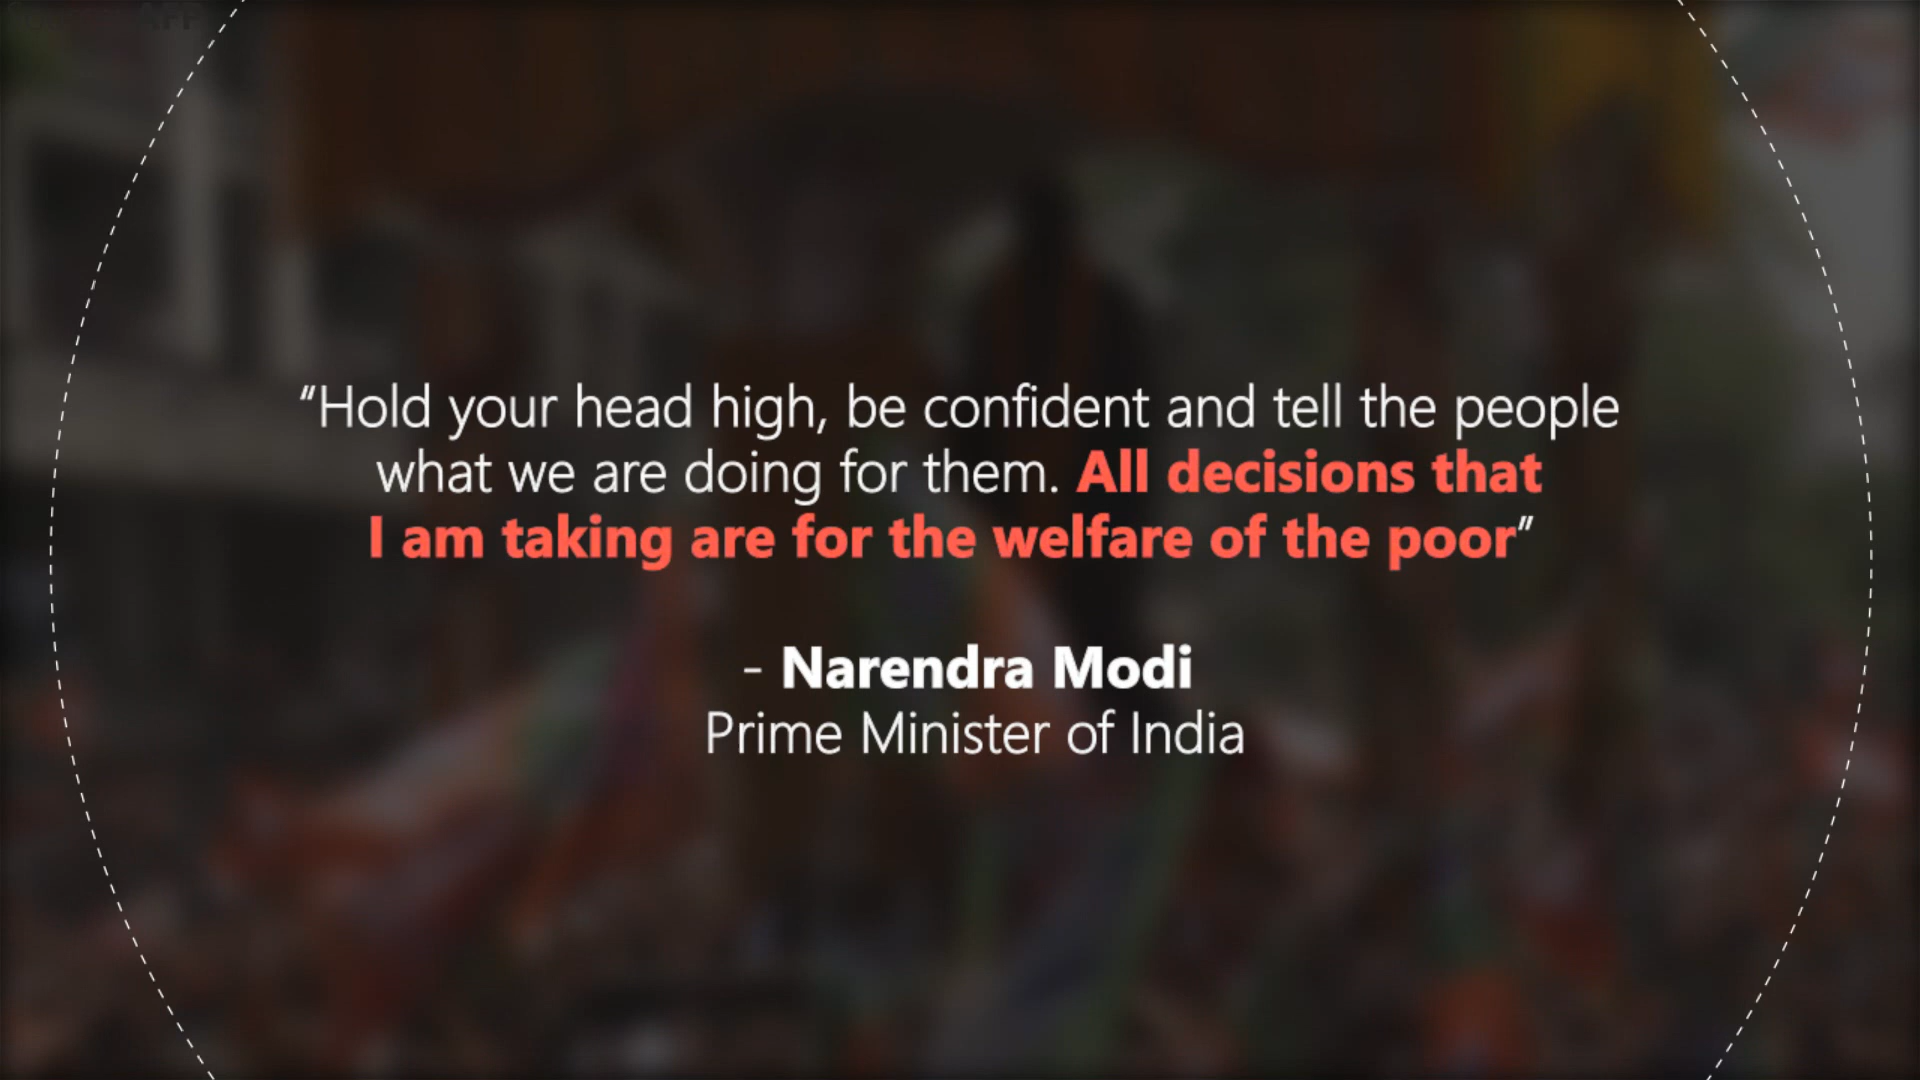 “Hold your head high, be confident and tell the people
what we are doing for them. All decisions that
I am taking are for the welfare of the poor”
- Narendra Modi
Prime Minister of India